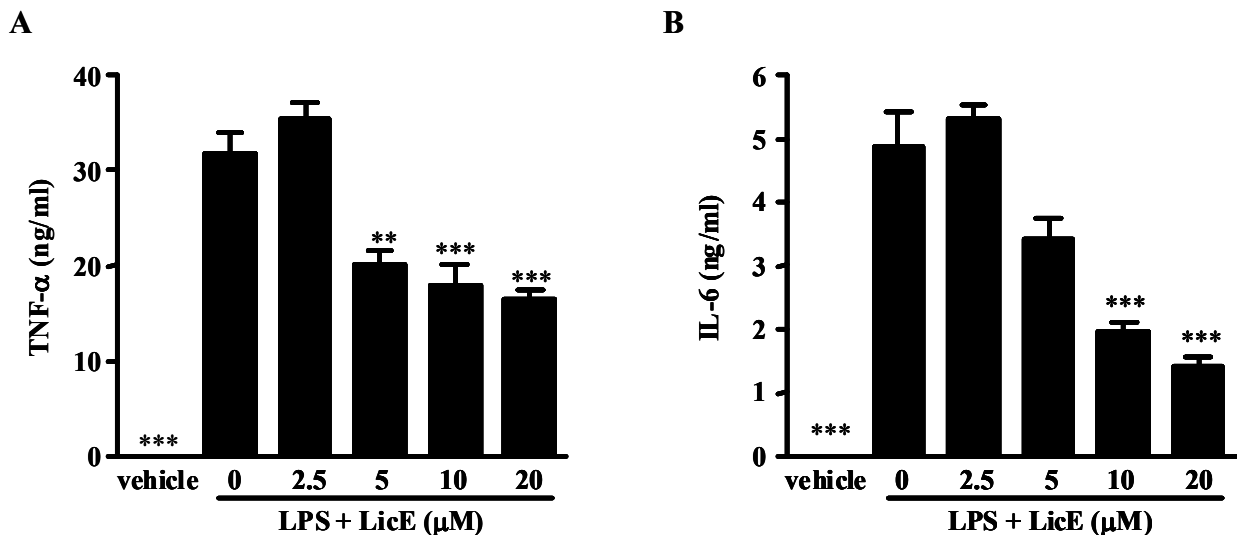 A
TNF-α (ng/ml)
40
30
20
10
0
**
***
***
***
vehicle 0 2.5 5 10 20
LPS + LicE (μM)
B
IL-6 (ng/ml)
6
5
4
3
2
1
0
***
***
***
vehicle 0 2.5 5 10 20
LPS + LicE (μM)